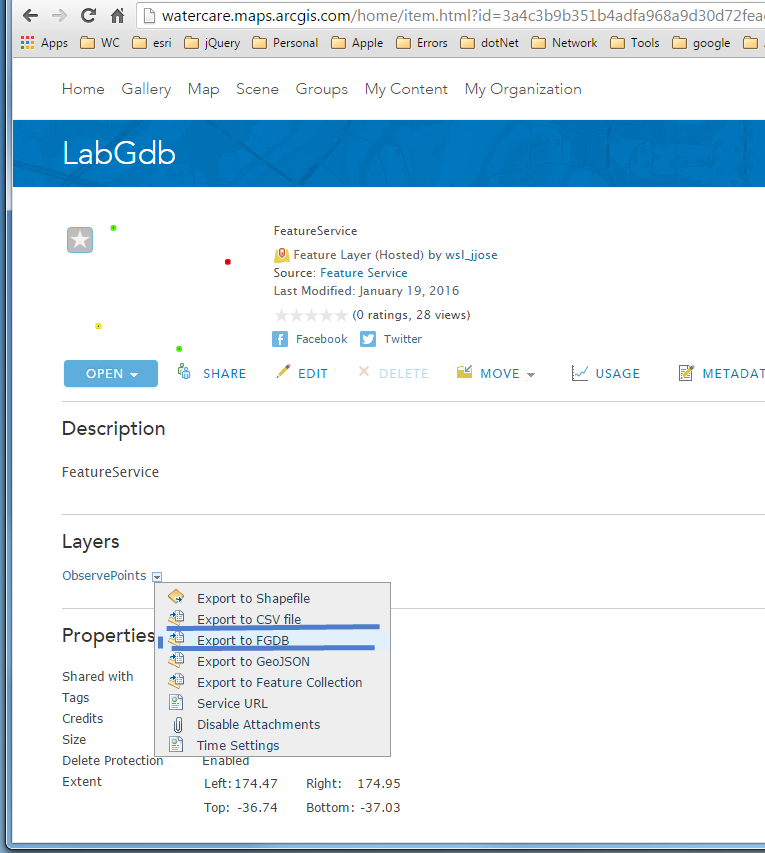 watercare.maps.arcgis.com/home/item.html?id=3a4c3b9b351b4adfa968a9d30d72fea
Apps WC esri jQuery Personal Apple Errors dotNet Network Tools google
Home Gallery Map Scene Groups My Content My Organization
LabGdb
FeatureService
Feature Layer (Hosted) by wsl_jjose
Source: Feature Service
Last Modified: January 19, 2016
(0 ratings, 28 views)
Facebook Twitter
OPEN SHARE EDIT DELETE MOVE USAGE METADAT
Description
FeatureService
Layers
ObservePoints
Export to Shapefile
Export to CSV file
Export to FGDB
Export to GeoJSON
Export to Feature Collection
Service URL
Disable Attachments
Time Settings
Properties
Shared with
Tags
Credits
Size
Delete Protection Enabled
Extent Left: 174.47 Right: 174.95
Top: -36.74 Bottom: -37.03